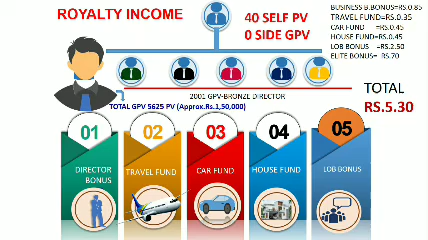 ROYALTY INCOME
40 SELF PV
0 SIDE GPV
BUSINESS B.BONUS=RS.0.85
TRAVEL FUND=RS.0.35
CAR FUND =RS.0.45
HOUSE FUND=RS.0.45
LOB BONUS =RS.2.50
ELITE BONUS= RS.70
2001 GPV-BRONZE DIRECTOR
TOTAL GPV 5625 PV (Approx.Rs.1,50,000)
TOTAL
RS.5.30
01
02
03
04
05
DIRECTOR
BONUS
TRAVEL FUND
CAR FUND
HOUSE FUND
LOB BONUS